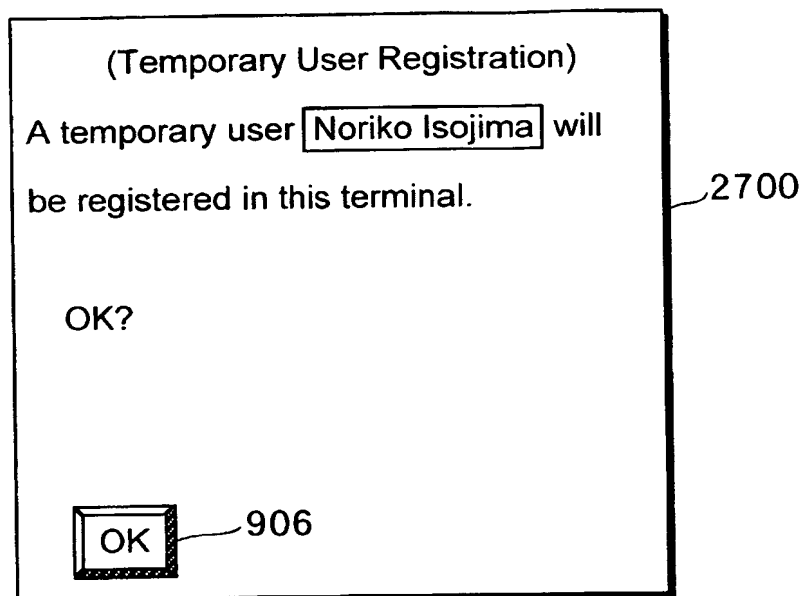 (Temporary User Registration)
A temporary user Noriko Isojima will
be registered in this terminal.
2700
OK?
OK
906